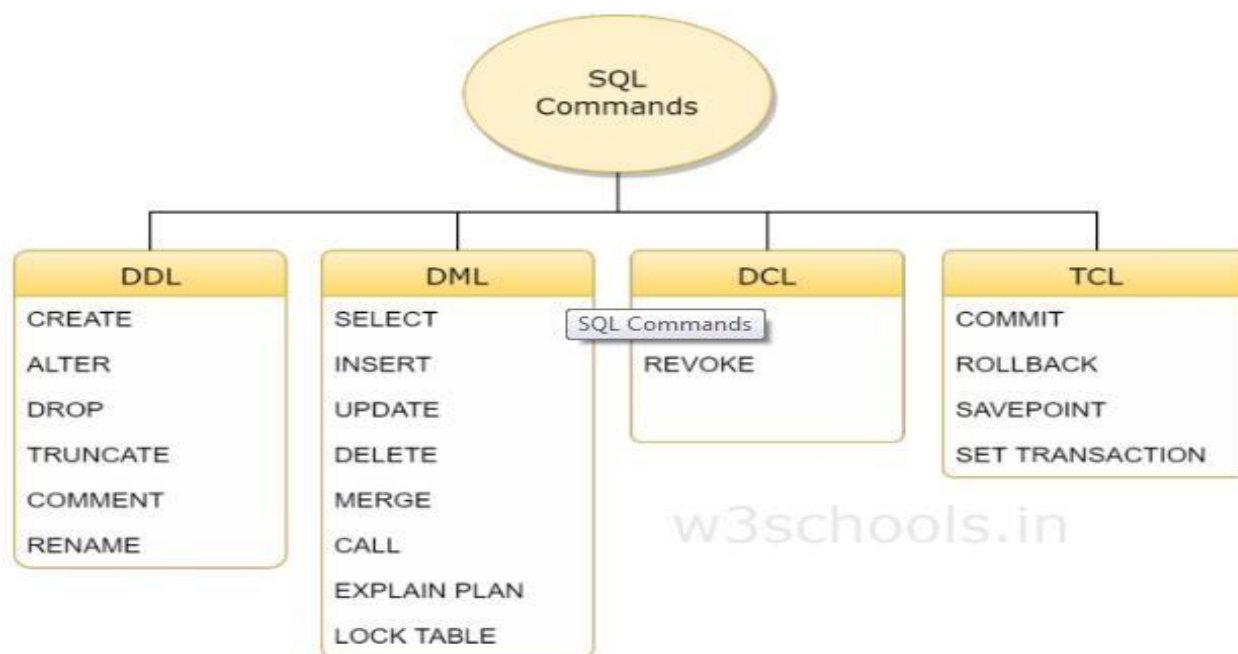 SQL
Commands
DDL
CREATE
ALTER
DROP
TRUNCATE
COMMENT
RENAME
DML
SELECT
INSERT
UPDATE
DELETE
MERGE
CALL
EXPLAIN PLAN
LOCK TABLE
DCL
SQL Commands
REVOKE
TCL
COMMIT
ROLLBACK
SAVEPOINT
SET TRANSACTION
w3schools.in